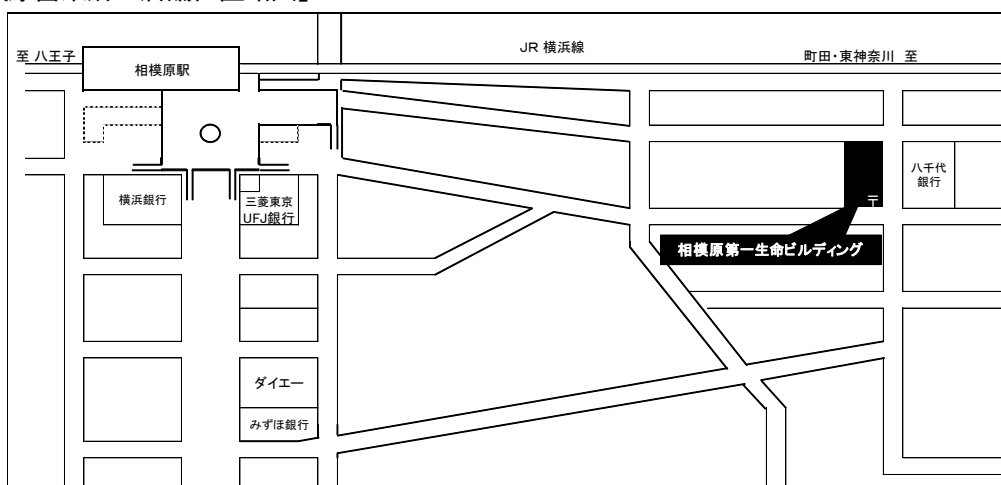 至 八王子
JR 横浜線
町田・東神奈川 至
相模原駅
横浜銀行
三菱東京
UFJ銀行
八千代
銀行
〒
相模原第一生命ビルディング
ダイエー
みずほ銀行